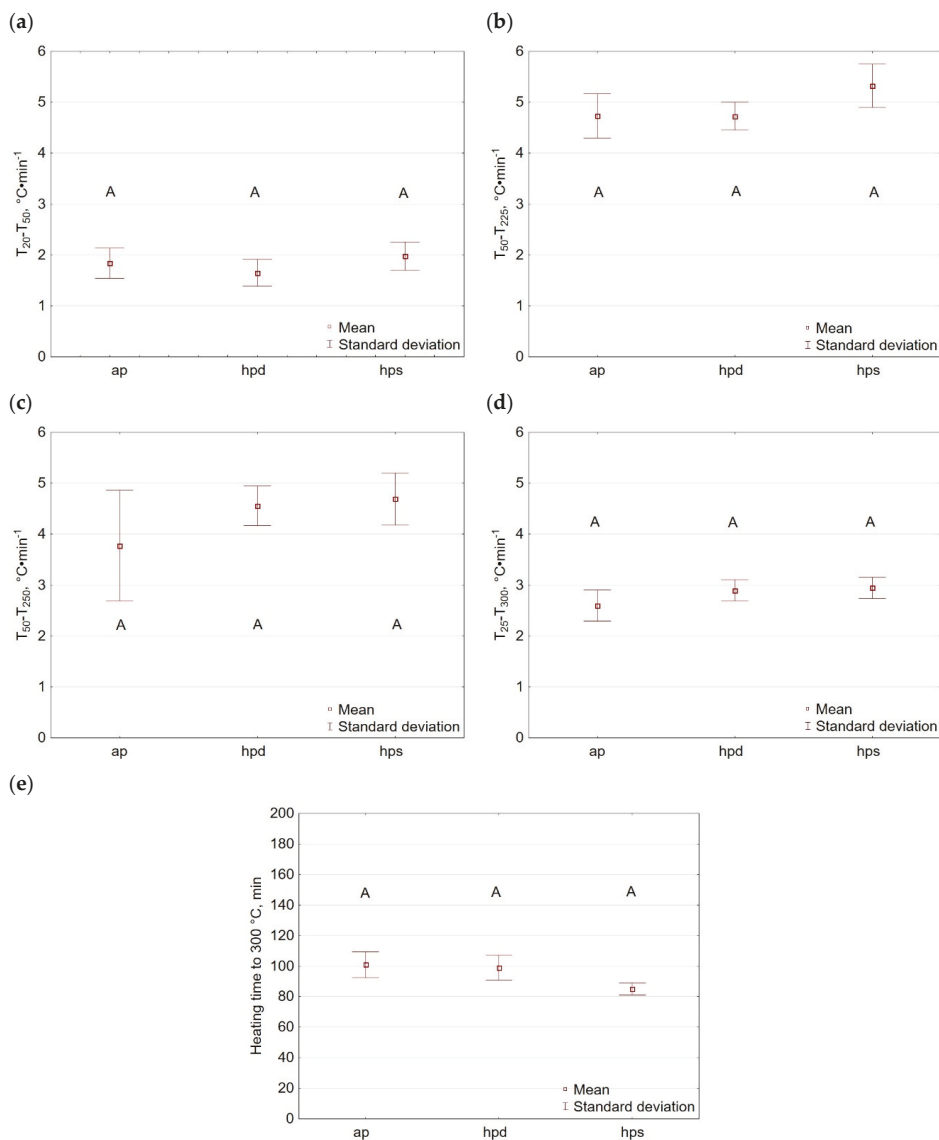 (a)
6
5
4
3
2
1
0
T₂₀-T₅₀, °C•min⁻¹
A A A
Mean
Standard deviation
ap hpd hps
(b)
6
5
4
3
2
1
0
T₅₀-T₂₂₅, °C•min⁻¹
A A A
Mean
Standard deviation
ap hpd hps
(c)
6
5
4
3
2
1
0
T₅₀-T₂₅₀, °C•min⁻¹
A A A
Mean
Standard deviation
ap hpd hps
(d)
6
5
4
3
2
1
0
T₂₅-T₃₀₀, °C•min⁻¹
A A A
Mean
Standard deviation
ap hpd hps
(e)
200
180
160
140
120
100
80
60
40
20
0
Heating time to 300 °C, min
A A A
Mean
Standard deviation
ap hpd hps